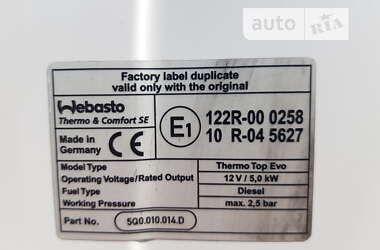 auto RIA
Factory label duplicate
valid only with the original
Webasto
Thermo & Comfort SE
Made in
Germany
CE
E1
122R-00 0258
10 R-04 5627
Model Type Thermo Top Evo
Operating Voltage/Rated Output 12 V / 5,0 kW
Fuel Type Diesel
Working Pressure max. 2,5 bar
Part No. 5Q0.010.014.D